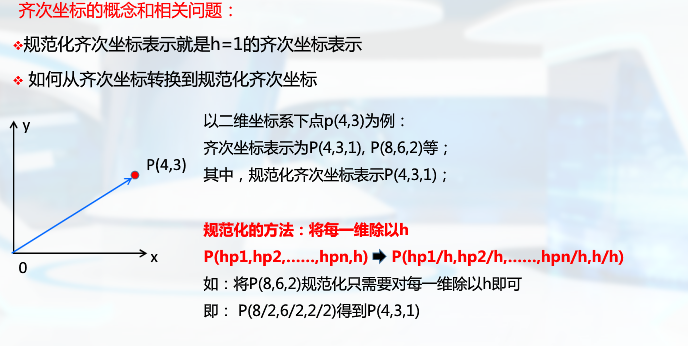 齐次坐标的概念和相关问题：
❖规范化齐次坐标表示就是h=1的齐次坐标表示
❖ 如何从齐次坐标转换到规范化齐次坐标
y
P(4,3)
x
0
以二维坐标系下点p(4,3)为例：
齐次坐标表示为P(4,3,1), P(8,6,2)等；
其中，规范化齐次坐标表示P(4,3,1)；
规范化的方法：将每一维除以h
P(hp1,hp2,……,hpn,h) ➡ P(hp1/h,hp2/h,……,hpn/h,h/h)
如：将P(8,6,2)规范化只需要对每一维除以h即可
即： P(8/2,6/2,2/2)得到P(4,3,1)